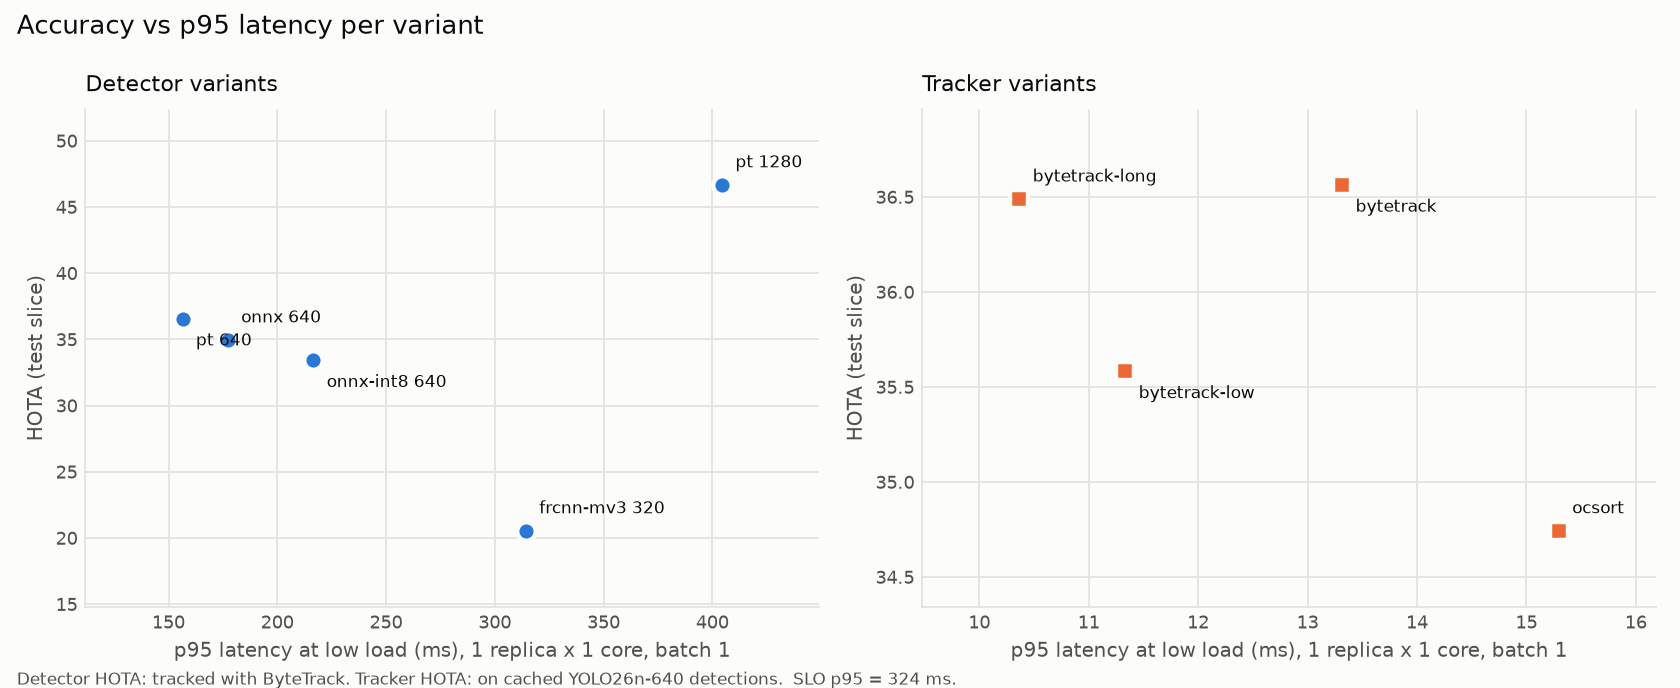 Accuracy vs p95 latency per variant
Detector variants
50
45
40
35
30
25
20
15
HOTA (test slice)
pt 1280
onnx 640
pt 640
onnx-int8 640
frcnn-mv3 320
150 200 250 300 350 400
p95 latency at low load (ms), 1 replica x 1 core, batch 1
Tracker variants
36.5
36.0
35.5
35.0
34.5
HOTA (test slice)
bytetrack-long
bytetrack
bytetrack-low
ocsort
10 11 12 13 14 15 16
p95 latency at low load (ms), 1 replica x 1 core, batch 1
Detector HOTA: tracked with ByteTrack. Tracker HOTA: on cached YOLO26n-640 detections.  SLO p95 = 324 ms.